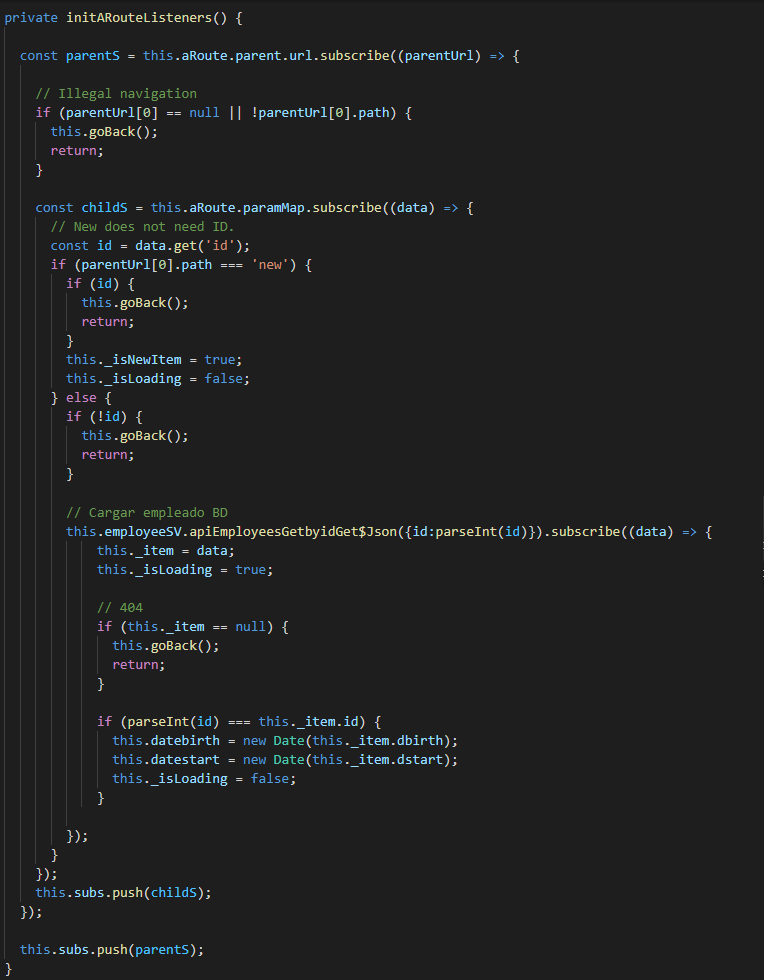 private initARouteListeners() {
const parentS = this.aRoute.parent.url.subscribe((parentUrl) => {
// Illegal navigation
if (parentUrl[0] == null || !parentUrl[0].path) {
this.goBack();
return;
}
const childS = this.aRoute.paramMap.subscribe((data) => {
// New does not need ID.
const id = data.get('id');
if (parentUrl[0].path === 'new') {
if (id) {
this.goBack();
return;
}
this._isNewItem = true;
this._isLoading = false;
} else {
if (!id) {
this.goBack();
return;
}
// Cargar empleado BD
this.employeeSV.apiEmployeesGetbyidGet$Json({id:parseInt(id)}).subscribe((data) => {
this._item = data;
this._isLoading = true;
// 404
if (this._item == null) {
this.goBack();
return;
}
if (parseInt(id) === this._item.id) {
this.datebirth = new Date(this._item.dbirth);
this.datestart = new Date(this._item.dstart);
this._isLoading = false;
}
});
}
});
this.subs.push(childS);
});
this.subs.push(parentS);
}